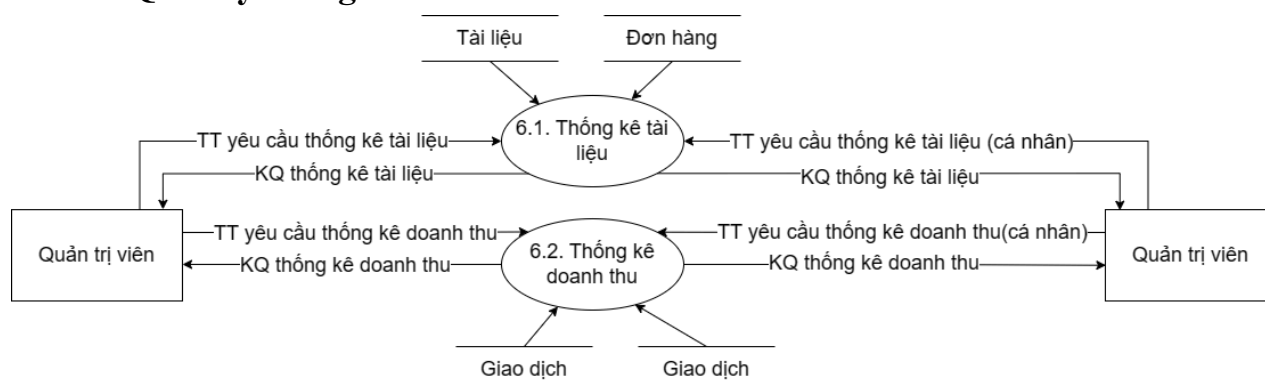 Tài liệu
Đơn hàng
6.1. Thống kê tài
liệu
TT yêu cầu thống kê tài liệu
TT yêu cầu thống kê tài liệu (cá nhân)
KQ thống kê tài liệu
KQ thống kê tài liệu
Quản trị viên
TT yêu cầu thống kê doanh thu
6.2. Thống kê
doanh thu
TT yêu cầu thống kê doanh thu(cá nhân)
KQ thống kê doanh thu
KQ thống kê doanh thu
Quản trị viên
Giao dịch
Giao dịch